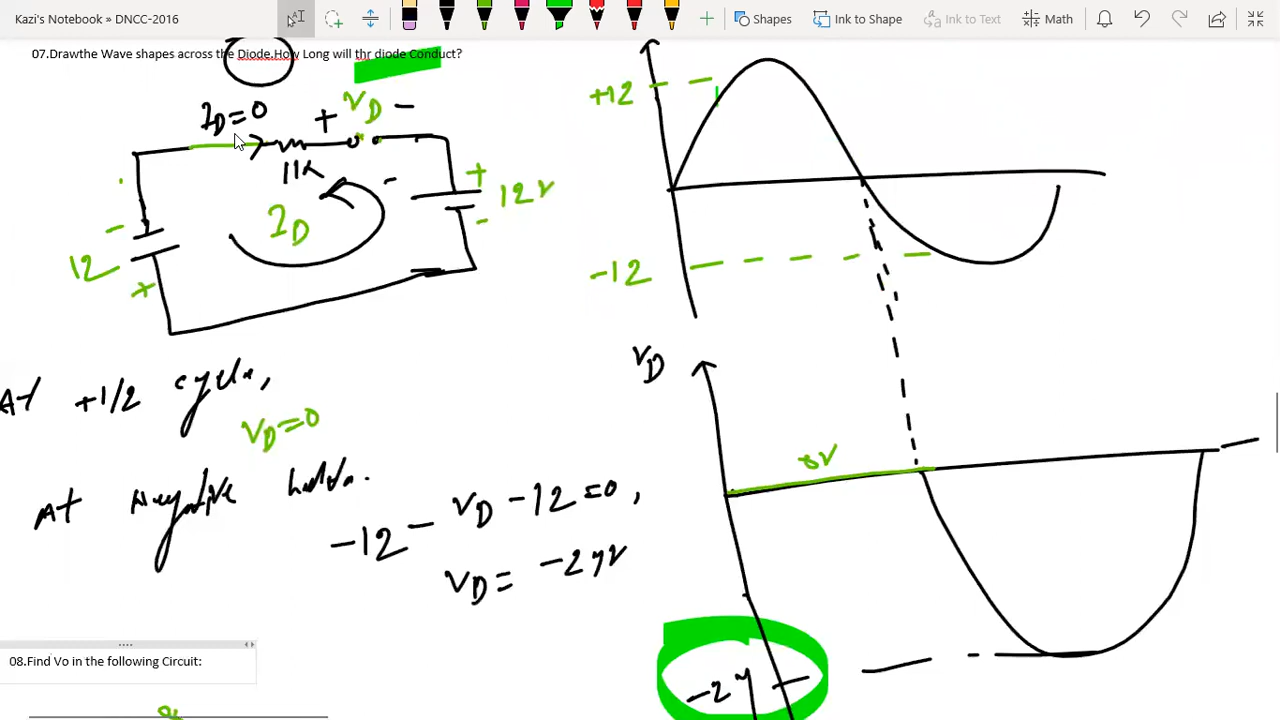 Kazi's Notebook » DNCC-2016
Shapes
Ink to Shape
Ink to Text
Math
07.Drawthe Wave shapes across the Diode.How Long will thr diode Conduct?
ID=0
+ VD -
11K
-
+
12V
-
-
12
+
ID
At +1/2 cycle,
VD=0
At Negative
-12 - VD -12=0,
VD= -24V
+12
-12
VD
0V
-24
08.Find Vo in the following Circuit: